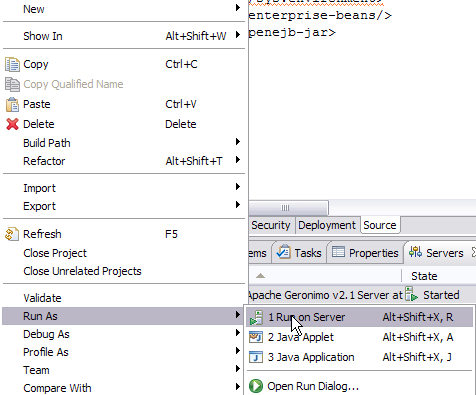 New
Show In Alt+Shift+W
Copy Ctrl+C
Copy Qualified Name
Paste Ctrl+V
Delete Delete
Build Path
Refactor Alt+Shift+T
Import
Export
Refresh F5
Close Project
Close Unrelated Projects
Validate
Run As
Debug As
Profile As
Team
Compare With
enterprise-beans/>
penejb-jar>
Security Deployment Source
ems Tasks Properties Servers
State
Apache Geronimo v2.1 Server at Started
1 Run on Server Alt+Shift+X, R
2 Java Applet Alt+Shift+X, A
3 Java Application Alt+Shift+X, J
Open Run Dialog...